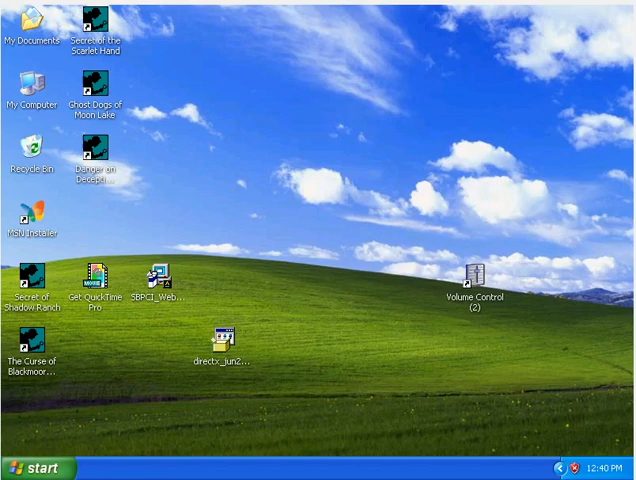 My Documents
Secret of the
Scarlet Hand
My Computer
Ghost Dogs of
Moon Lake
Recycle Bin
Danger on
Decepti...
MSN Installer
Secret of
Shadow Ranch
Get QuickTime
Pro
MOVIE
SBPCI_Web...
Volume Control
(2)
The Curse of
Blackmoor...
directx_jun2...
start
12:40 PM